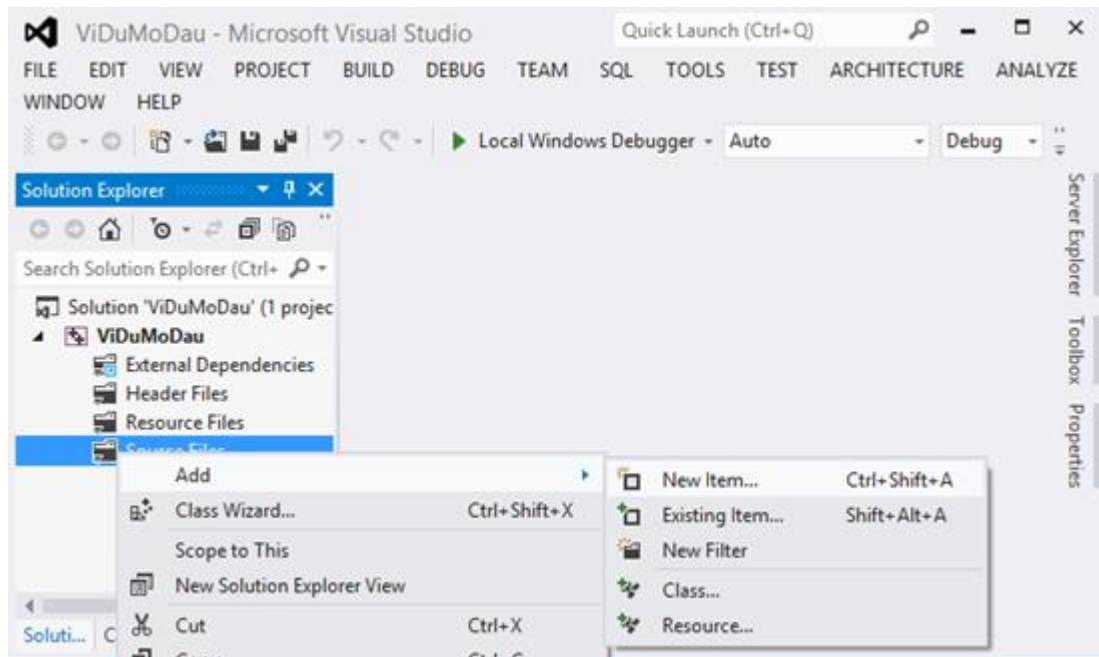 ViDuMoDau - Microsoft Visual Studio
Quick Launch (Ctrl+Q)
FILE EDIT VIEW PROJECT BUILD DEBUG TEAM SQL TOOLS TEST ARCHITECTURE ANALYZE
WINDOW HELP
Local Windows Debugger Auto Debug
Solution Explorer
Search Solution Explorer (Ctrl+
Solution 'ViDuMoDau' (1 projec
ViDuMoDau
External Dependencies
Header Files
Resource Files
Source Files
Add
Class Wizard... Ctrl+Shift+X
Scope to This
New Solution Explorer View
Cut Ctrl+X
New Item... Ctrl+Shift+A
Existing Item... Shift+Alt+A
New Filter
Class...
Resource...
Soluti... C
Server Explorer
Toolbox
Properties